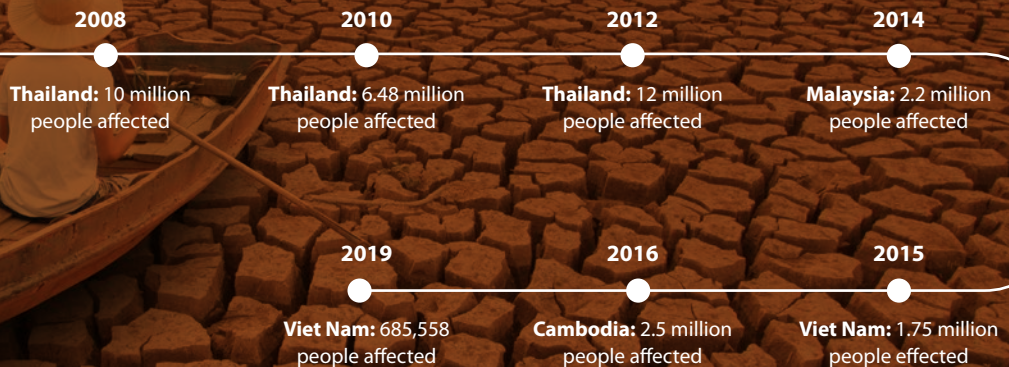 2008
Thailand: 10 million
people affected
2010
Thailand: 6.48 million
people affected
2012
Thailand: 12 million
people affected
2014
Malaysia: 2.2 million
people affected
2015
Viet Nam: 1.75 million
people effected
2016
Cambodia: 2.5 million
people affected
2019
Viet Nam: 685,558
people affected